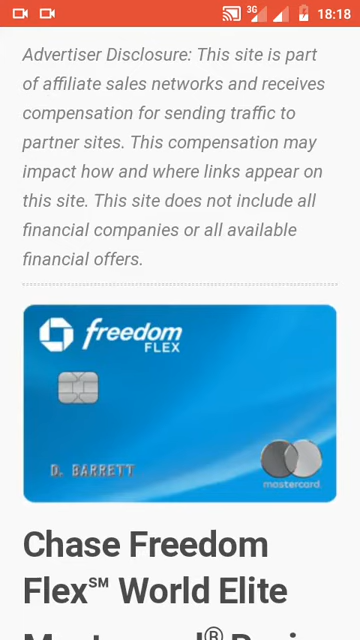 3G 18:18
Advertiser Disclosure: This site is part
of affiliate sales networks and receives
compensation for sending traffic to
partner sites. This compensation may
impact how and where links appear on
this site. This site does not include all
financial companies or all available
financial offers.
freedom
FLEX
D. BARRETT
mastercard
Chase Freedom
Flex℠ World Elite
Mastercard®